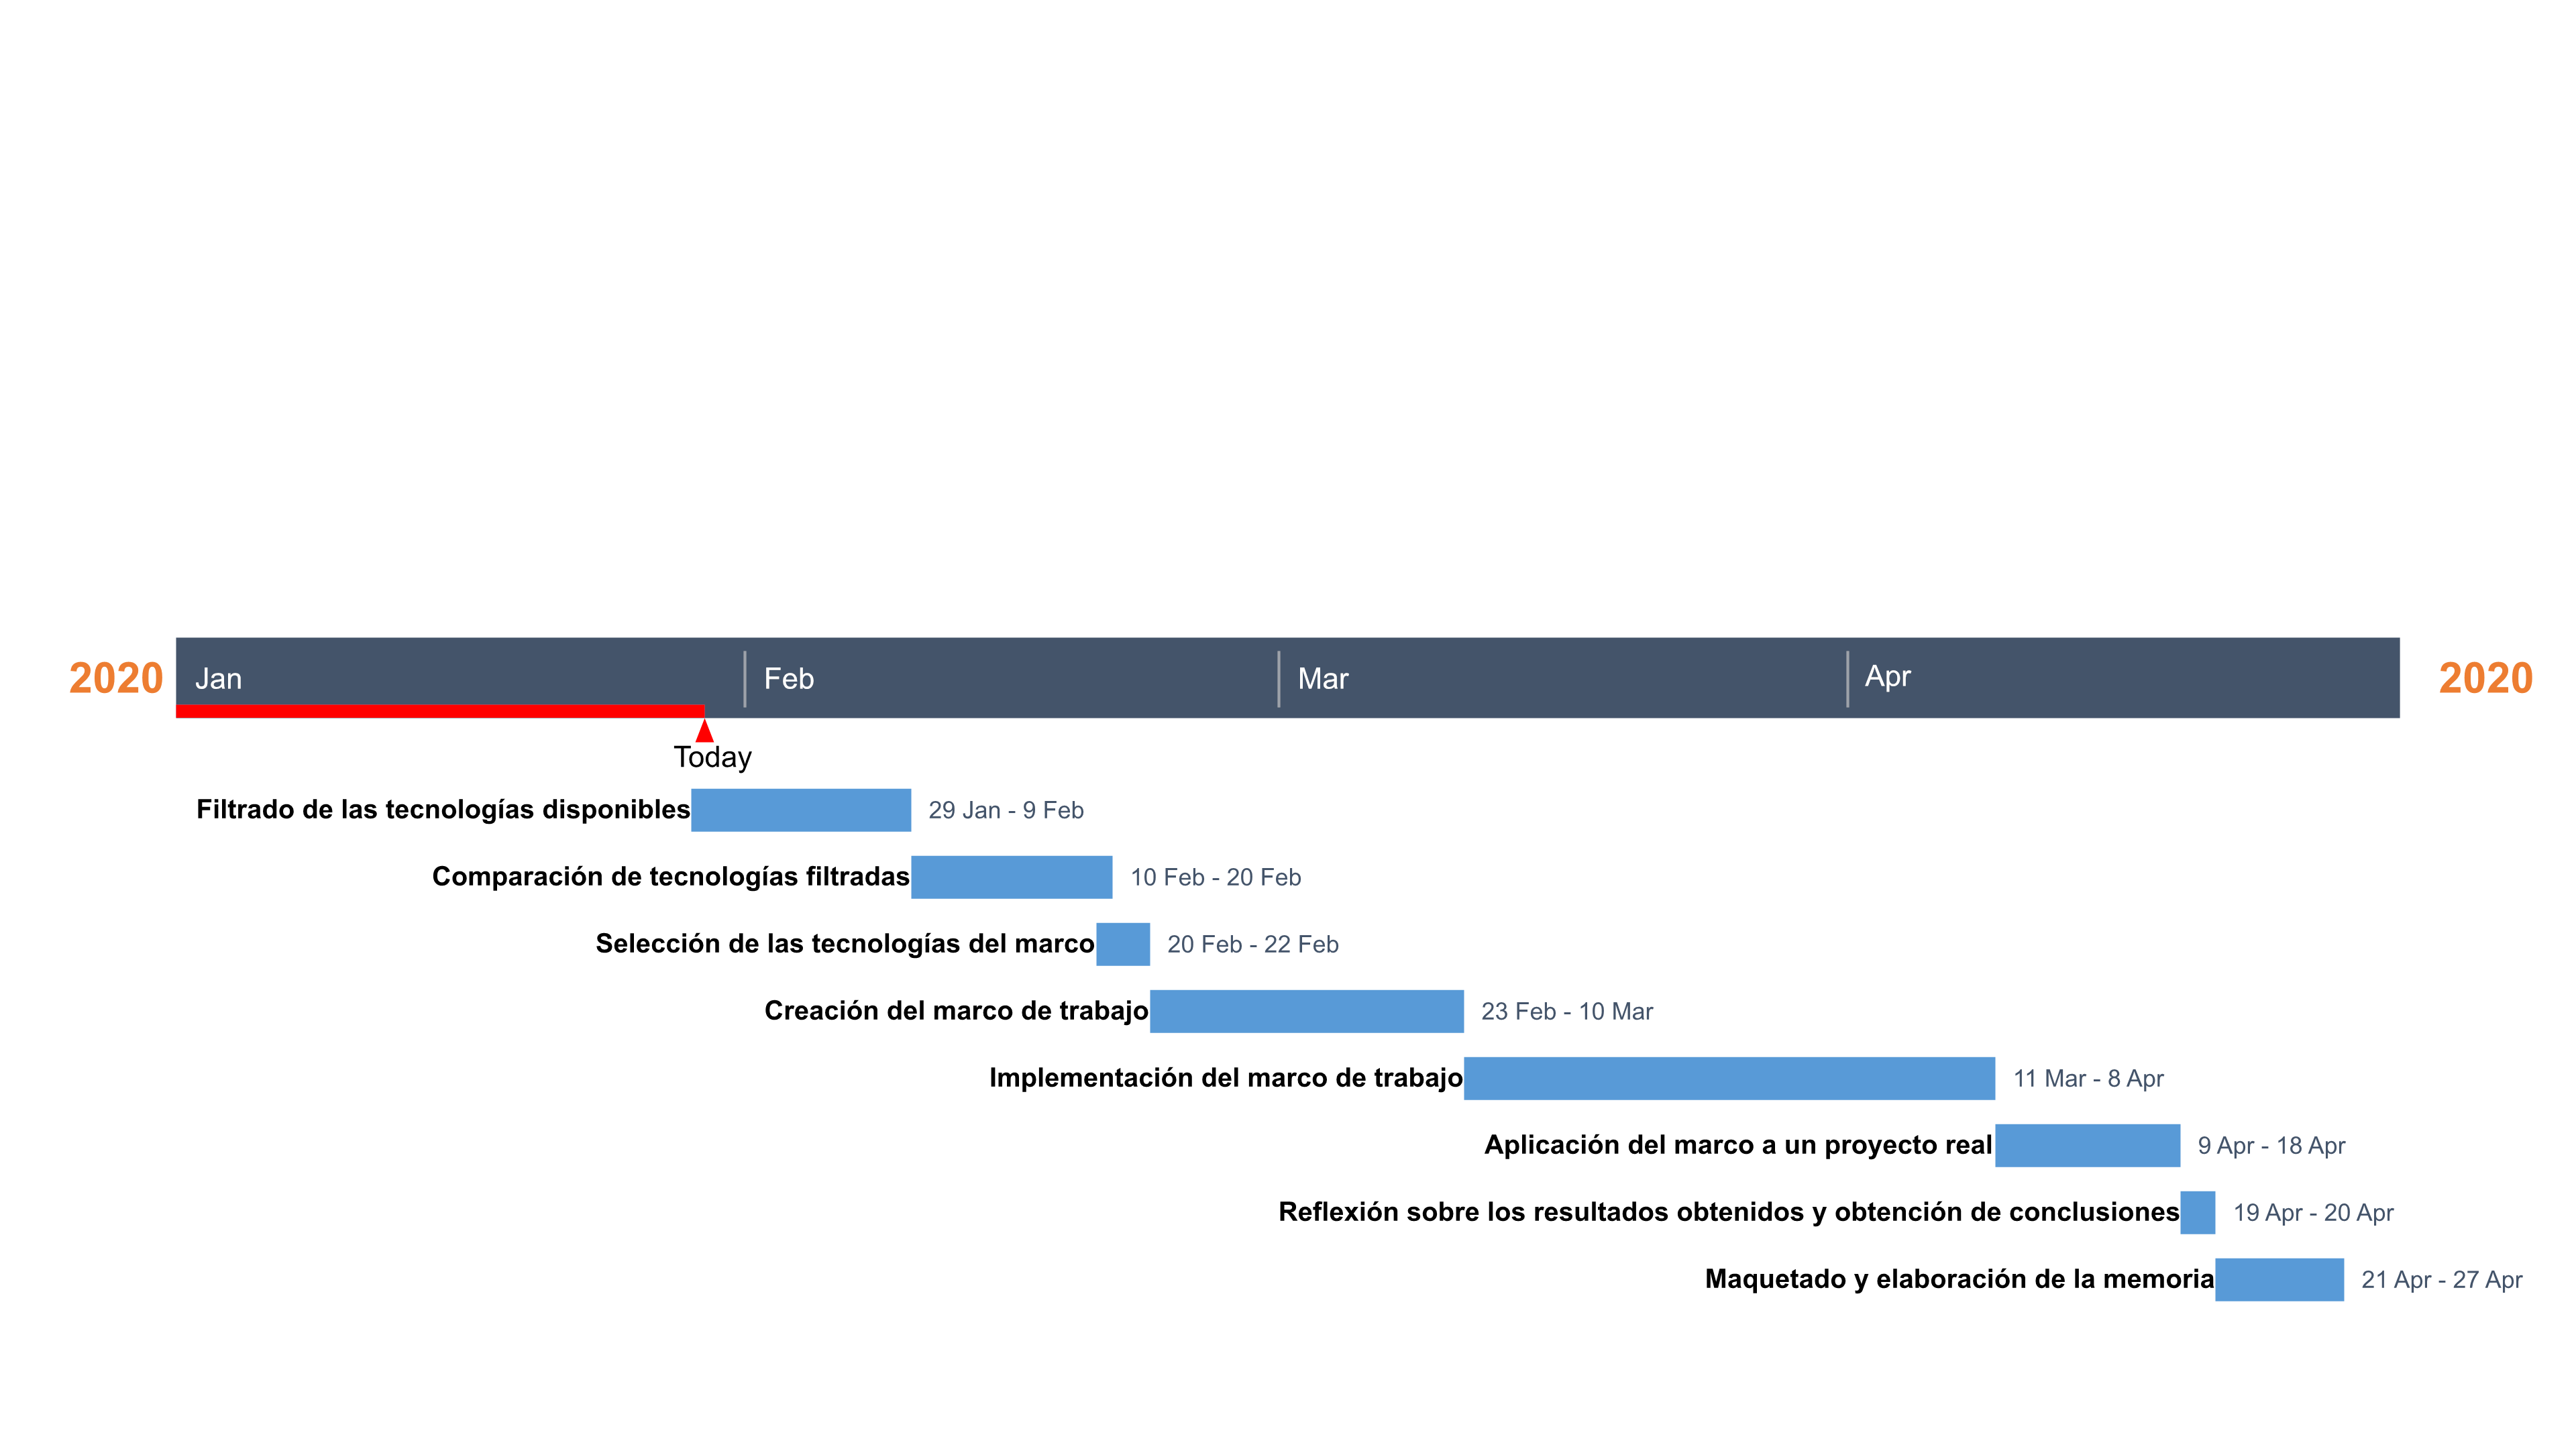 2020 Jan Feb Mar Apr 2020
Today
Filtrado de las tecnologías disponibles 29 Jan - 9 Feb
Comparación de tecnologías filtradas 10 Feb - 20 Feb
Selección de las tecnologías del marco 20 Feb - 22 Feb
Creación del marco de trabajo 23 Feb - 10 Mar
Implementación del marco de trabajo 11 Mar - 8 Apr
Aplicación del marco a un proyecto real 9 Apr - 18 Apr
Reflexión sobre los resultados obtenidos y obtención de conclusiones 19 Apr - 20 Apr
Maquetado y elaboración de la memoria 21 Apr - 27 Apr